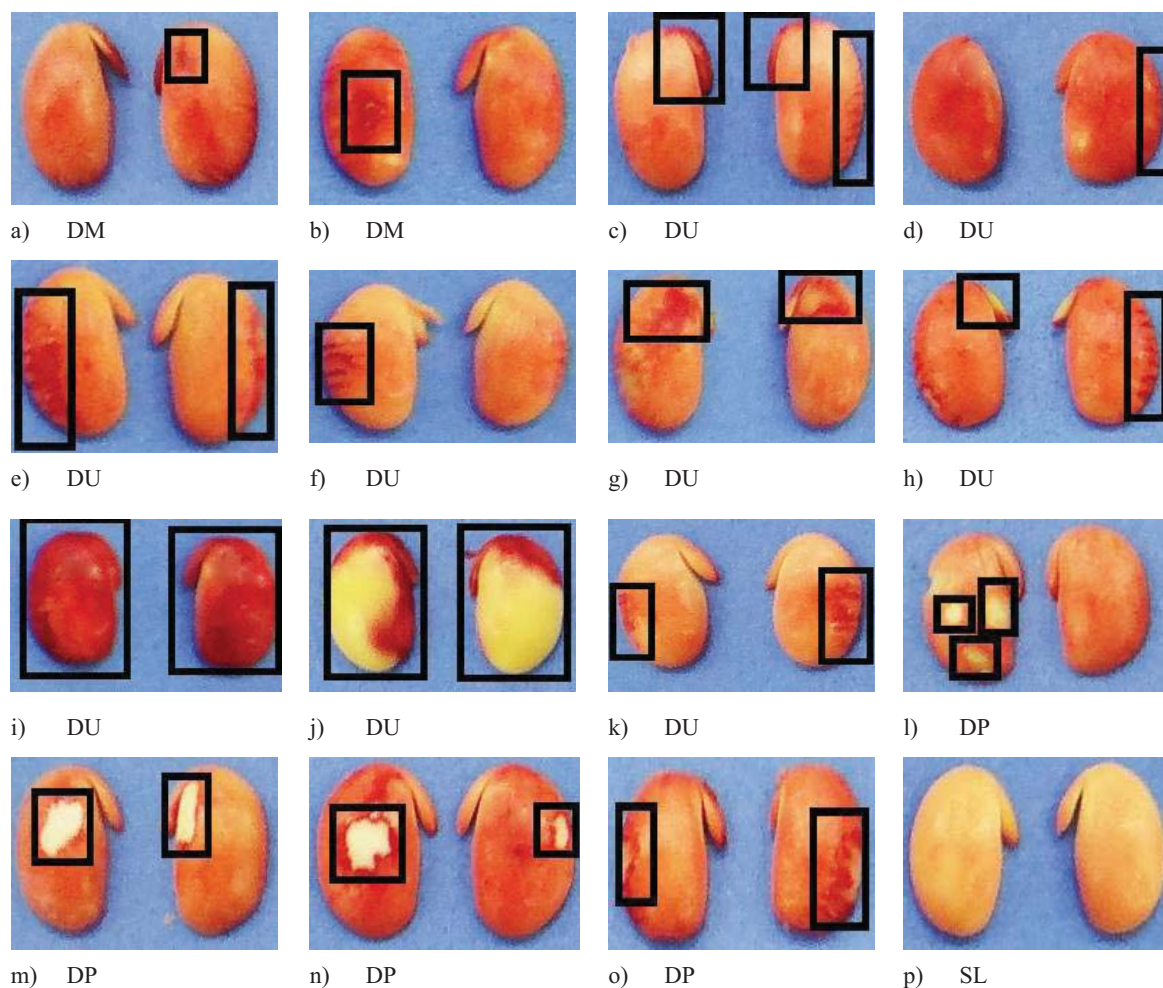 a) DM b) DM c) DU d) DU
e) DU f) DU g) DU h) DU
i) DU j) DU k) DU l) DP
m) DP n) DP o) DP p) SL